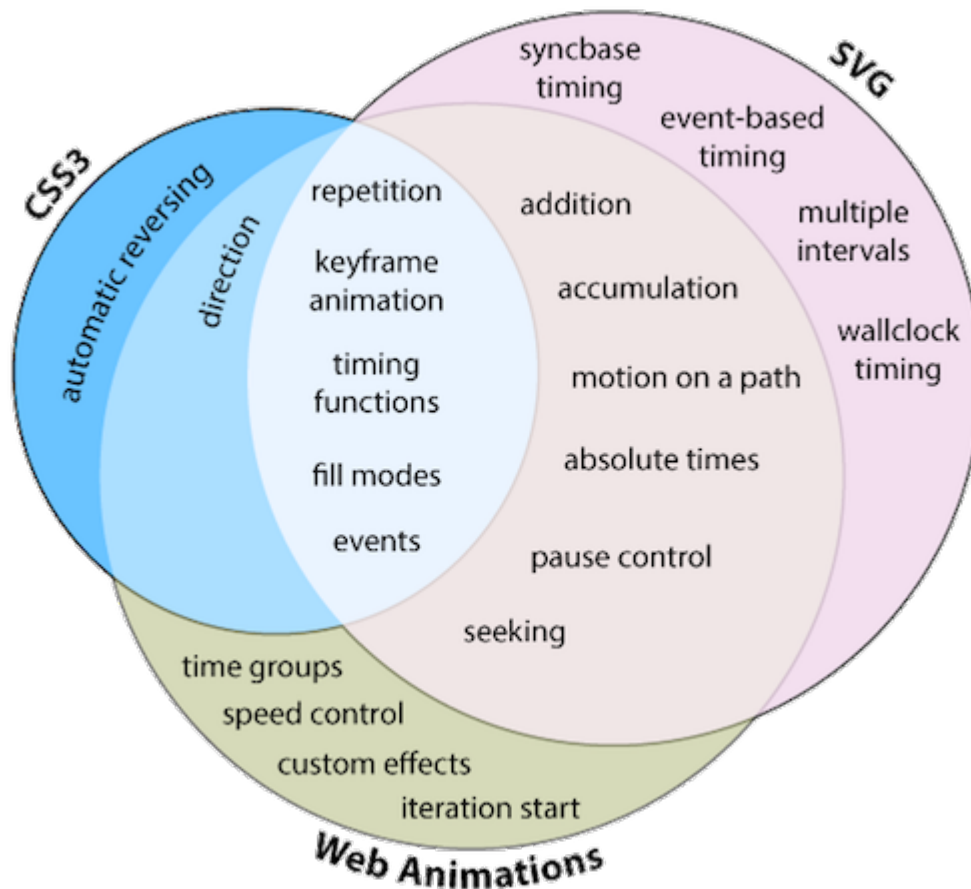 CSS3
automatic reversing
direction
repetition
keyframe
animation
timing
functions
fill modes
events
SVG
syncbase
timing
event-based
timing
multiple
intervals
wallclock
timing
addition
accumulation
motion on a path
absolute times
pause control
seeking
time groups
speed control
custom effects
iteration start
Web Animations